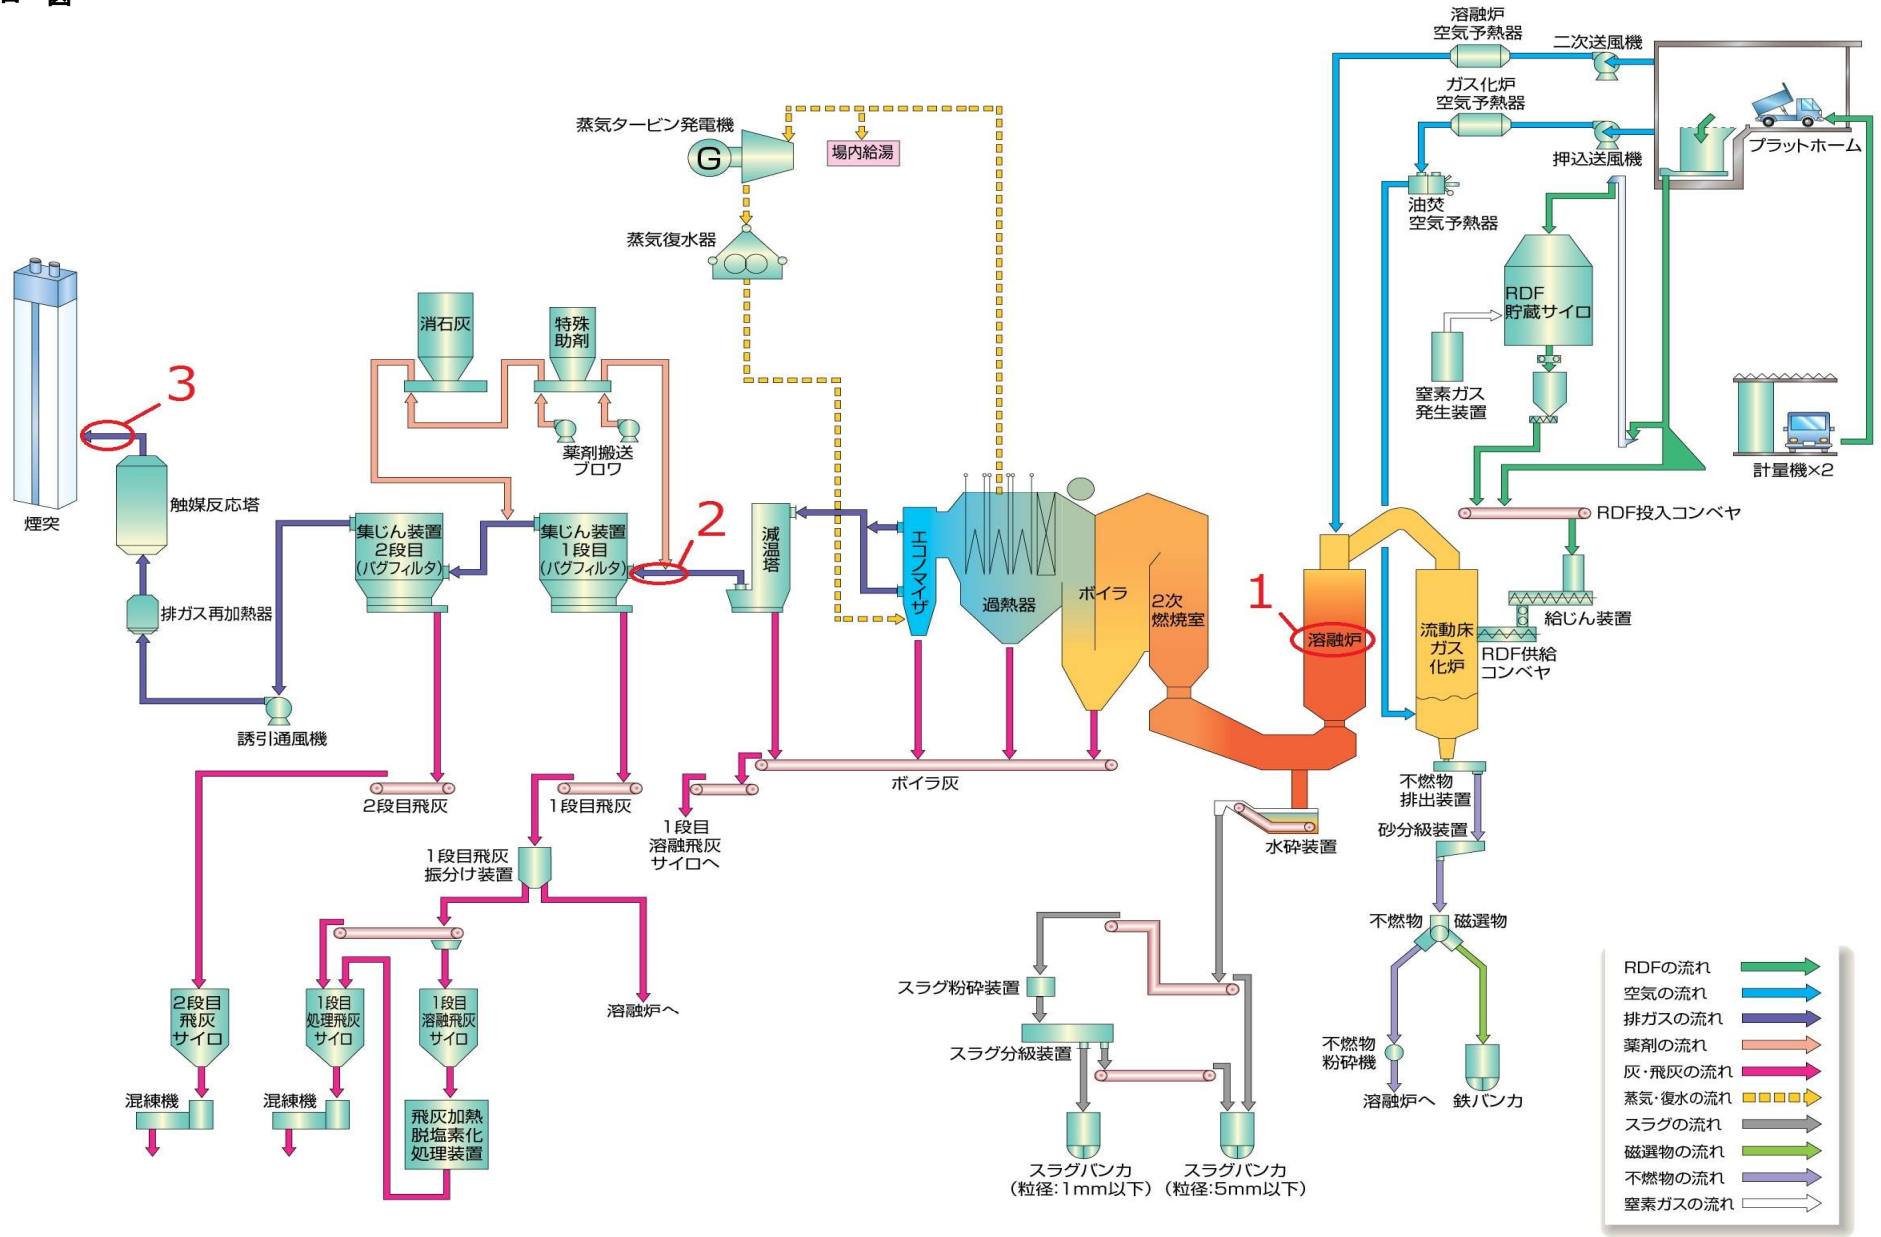 溶融炉
空気予熱器
二次送風機
ガス化炉
空気予熱器
押込送風機
プラットホーム
油焚
空気予熱器
蒸気タービン発電機
G
場内給湯
蒸気復水器
RDF
貯蔵サイロ
窒素ガス
発生装置
計量機×2
消石灰
特殊
助剤
薬剤搬送
ブロワ
3
煙突
触媒反応塔
排ガス再加熱器
誘引通風機
集じん装置
2段目
(バグフィルタ)
集じん装置
1段目
(バグフィルタ)
2
減温塔
エコノマイザ
過熱器
ボイラ
2次
燃焼室
1
溶融炉
流動床
ガス
化炉
RDF投入コンベヤ
給じん装置
RDF供給
コンベヤ
2段目飛灰
1段目飛灰
ボイラ灰
1段目
溶融飛灰
サイロへ
1段目飛灰
振分け装置
不燃物
排出装置
砂分級装置
水砕装置
不燃物
磁選物
スラグ粉砕装置
スラグ分級装置
溶融炉へ
2段目
飛灰
サイロ
1段目
処理飛灰
サイロ
1段目
溶融飛灰
サイロ
混練機
混練機
飛灰加熱
脱塩素化
処理装置
スラグバンカ
(粒径:1mm以下)
スラグバンカ
(粒径:5mm以下)
不燃物
粉砕機
溶融炉へ
鉄バンカ
RDFの流れ
空気の流れ
排ガスの流れ
薬剤の流れ
灰・飛灰の流れ
蒸気・復水の流れ
スラグの流れ
磁選物の流れ
不燃物の流れ
窒素ガスの流れ